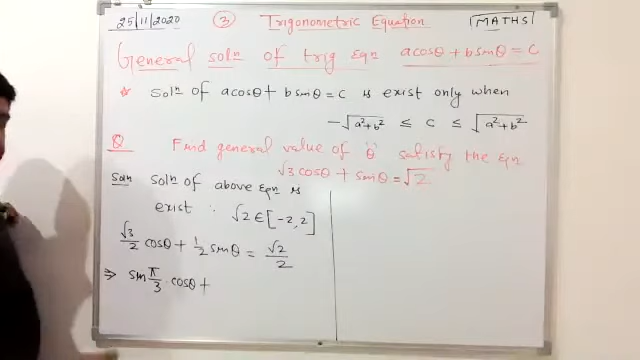 25/11/2020 ③ Trigonometric Equation MATHS
General solⁿ of trig Eqn acosθ + bsinθ = c
* Solⁿ of acosθ + bsinθ = c is exist only when
-√(a²+b²) ≤ c ≤ √(a²+b²)
Q Find general value of 'θ' satisfy the eqn
√3 cosθ + sinθ = √2
Solⁿ Solⁿ of above Eqn is
exist ∵ √2 ∈ [-2, 2]
√3/2 cosθ + 1/2 sinθ = √2/2
⇒ sin π/3 cosθ +